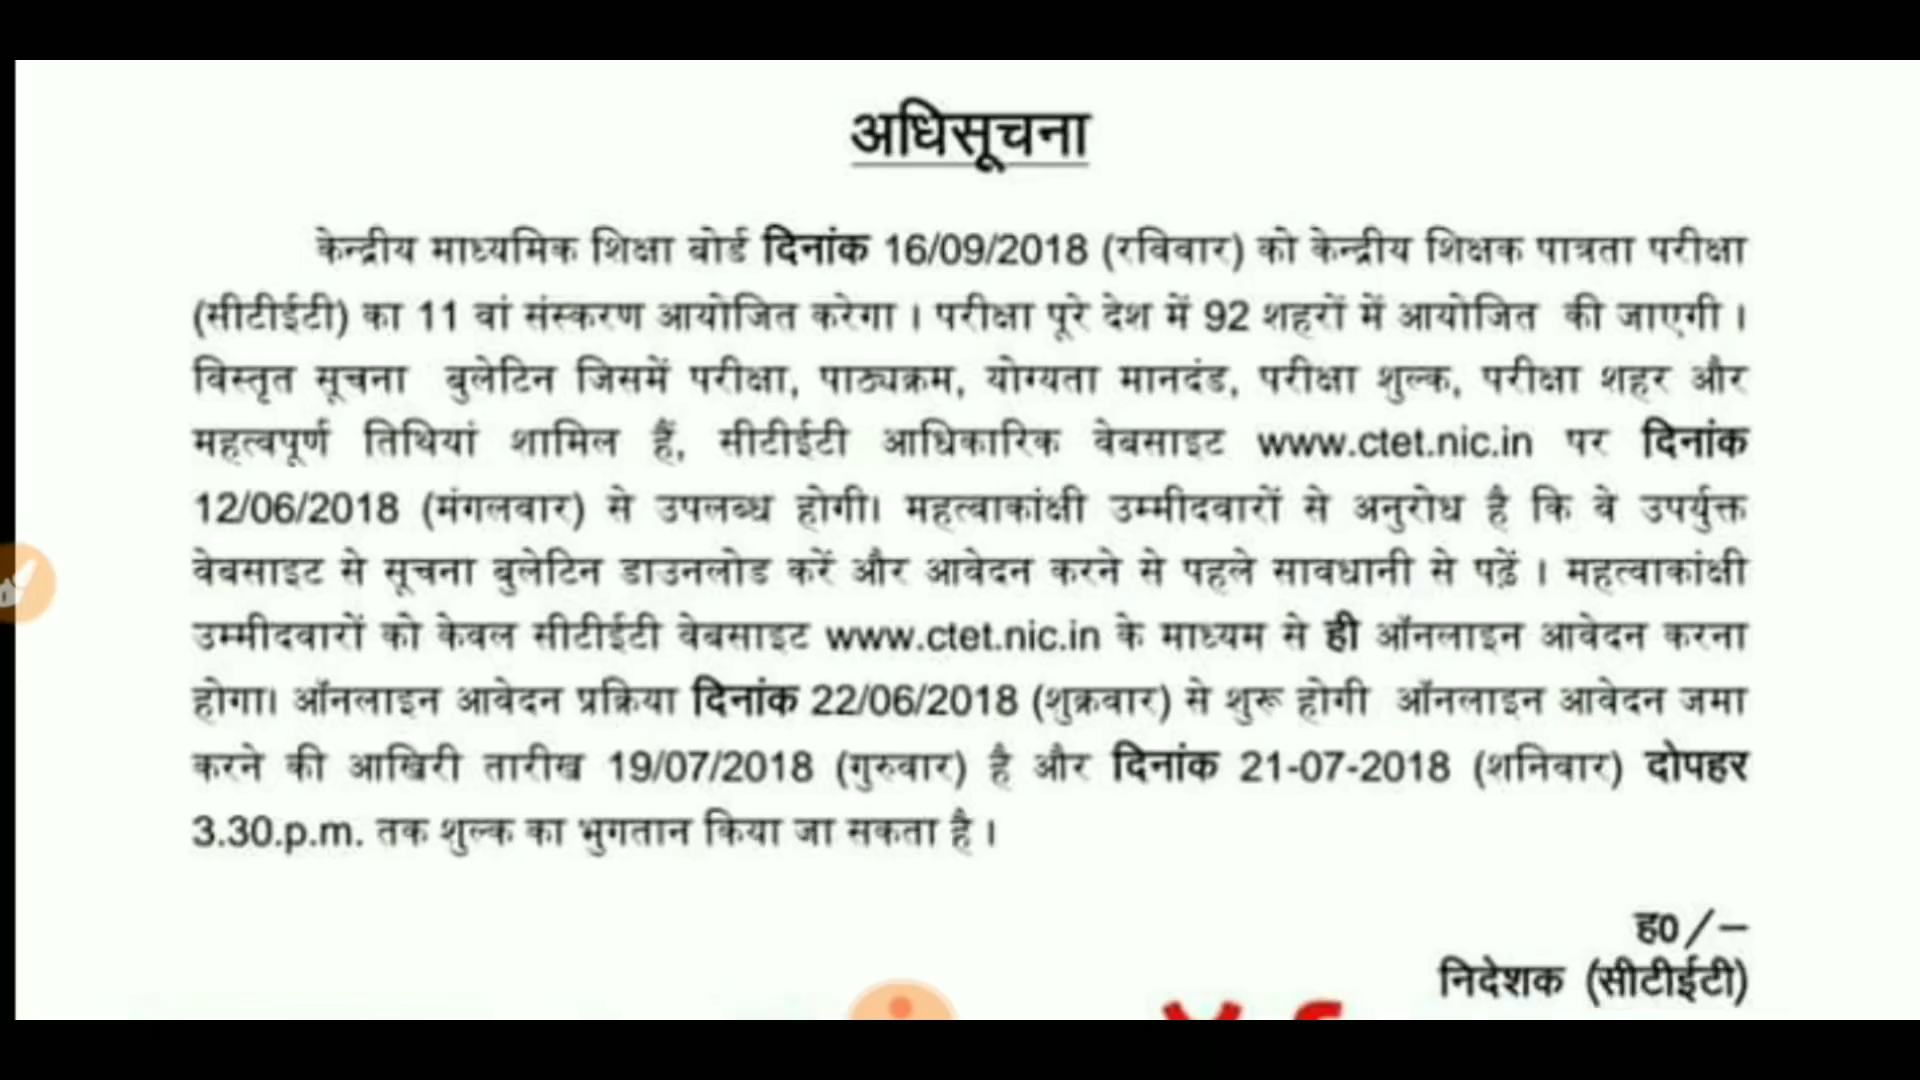 अधिसूचना
केन्द्रीय माध्यमिक शिक्षा बोर्ड दिनांक 16/09/2018 (रविवार) को केन्द्रीय शिक्षक पात्रता परीक्षा
(सीटीईटी) का 11 वां संस्करण आयोजित करेगा । परीक्षा पूरे देश में 92 शहरों में आयोजित की जाएगी ।
विस्तृत सूचना बुलेटिन जिसमें परीक्षा, पाठ्यक्रम, योग्यता मानदंड, परीक्षा शुल्क, परीक्षा शहर और
महत्वपूर्ण तिथियां शामिल हैं, सीटीईटी आधिकारिक वेबसाइट www.ctet.nic.in पर दिनांक
12/06/2018 (मंगलवार) से उपलब्ध होगी। महत्वाकांक्षी उम्मीदवारों से अनुरोध है कि वे उपर्युक्त
वेबसाइट से सूचना बुलेटिन डाउनलोड करें और आवेदन करने से पहले सावधानी से पढ़ें । महत्वाकांक्षी
उम्मीदवारों को केवल सीटीईटी वेबसाइट www.ctet.nic.in के माध्यम से ही ऑनलाइन आवेदन करना
होगा। ऑनलाइन आवेदन प्रक्रिया दिनांक 22/06/2018 (शुक्रवार) से शुरू होगी ऑनलाइन आवेदन जमा
करने की आखिरी तारीख 19/07/2018 (गुरुवार) है और दिनांक 21-07-2018 (शनिवार) दोपहर
3.30.p.m. तक शुल्क का भुगतान किया जा सकता है ।
ह0/-
निदेशक (सीटीईटी)